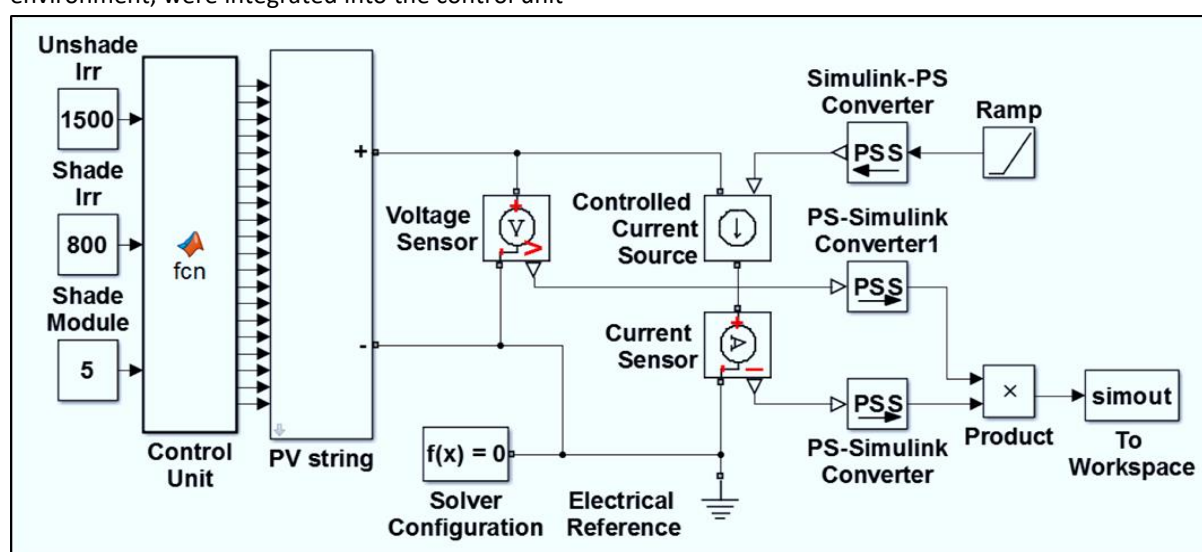 environment, were integrated into the control unit
Unshade
Irr
1500
Shade
Irr
800
Shade
Module
5
fcn
Control
Unit
+
-
PV string
Voltage
Sensor
V
Controlled
Current
Source
Current
Sensor
A
Simulink-PS
Converter
PSS
Ramp
PS-Simulink
Converter1
PSS
PSS
PS-Simulink
Converter
×
Product
simout
To
Workspace
f(x) = 0
Solver
Configuration
Electrical
Reference